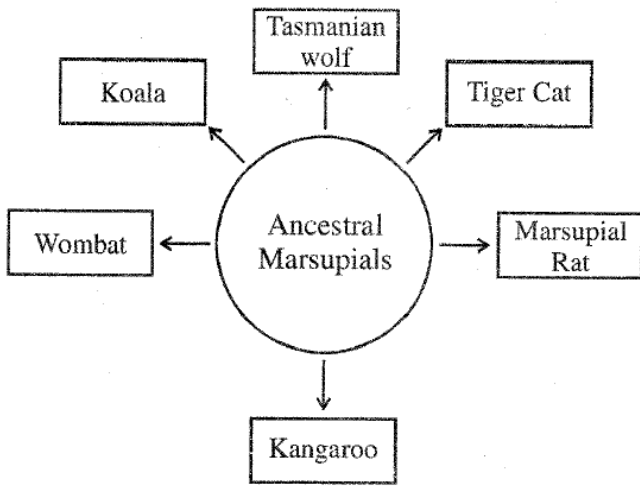 Tasmanian
wolf
Koala
Tiger Cat
Ancestral
Marsupials
Wombat
Marsupial
Rat
Kangaroo